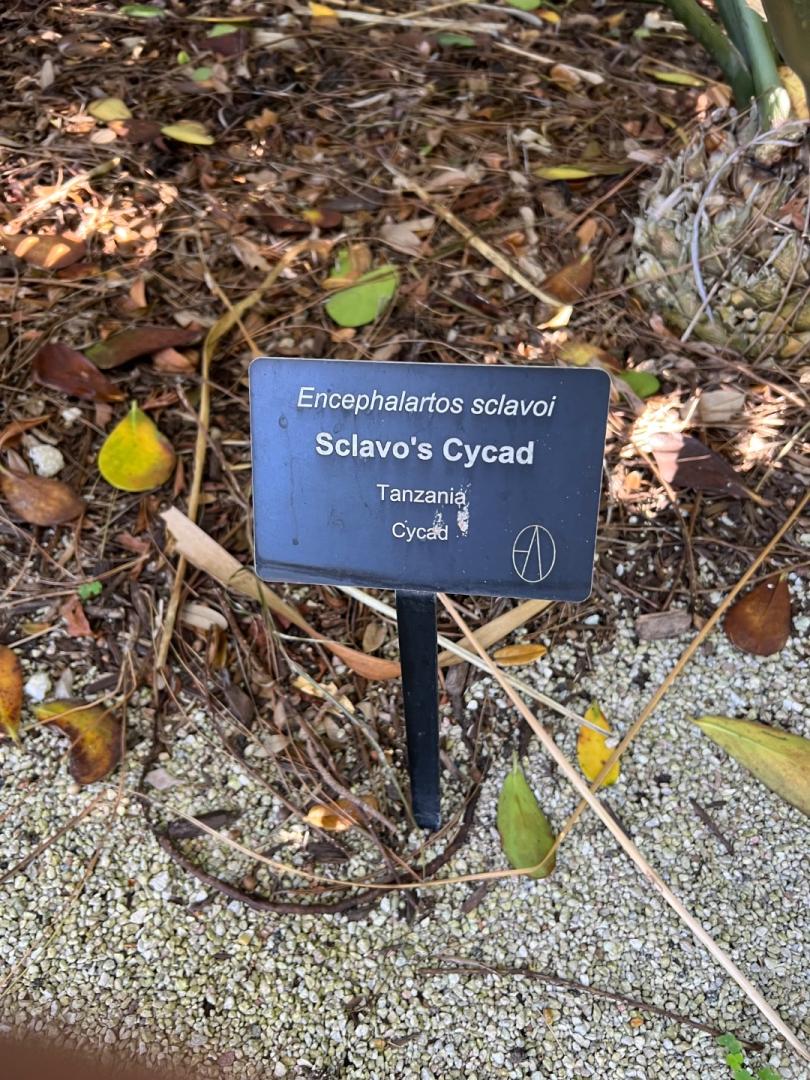 Encephalartos sclavoi
Sclavo's Cycad
Tanzania
Cycad